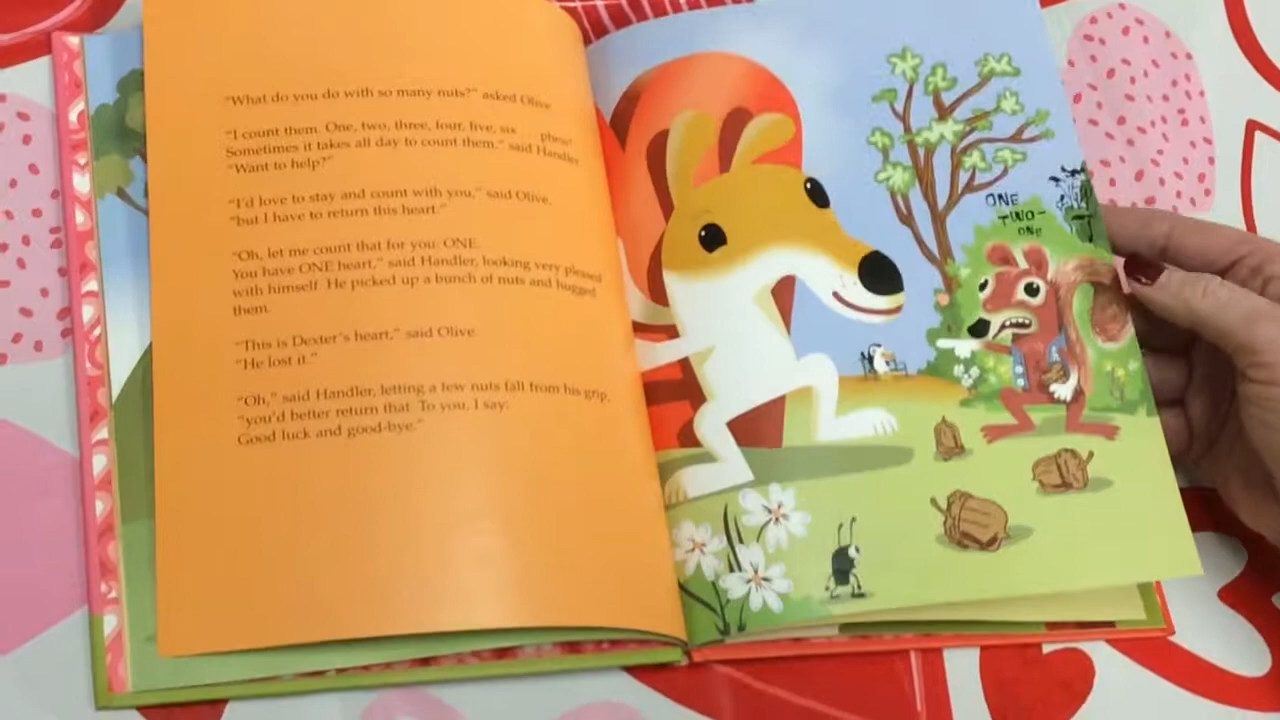 "What do you do with so many nuts?" asked Olive.
"I count them. One, two, three, four, five, six . . . phew!
Sometimes it takes all day to count them," said Handler.
"Want to help?"
"I'd love to stay and count with you," said Olive,
"but I have to return this heart."
"Oh, let me count that for you: ONE.
You have ONE heart," said Handler, looking very pleased
with himself. He picked up a bunch of nuts and hugged
them.
"This is Dexter's heart," said Olive.
"He lost it."
"Oh," said Handler, letting a few nuts fall from his grip,
"you'd better return that. To you, I say:
Good luck and good-bye."
ONE
TWO-
ONE